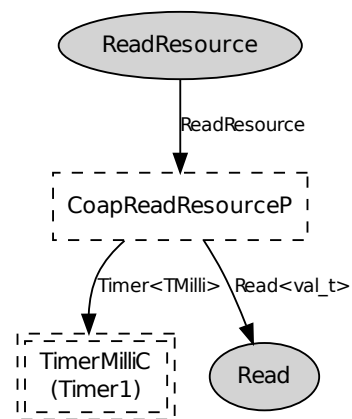 ReadResource
ReadResource
CoapReadResourceP
Timer<TMilli>
Read<val_t>
TimerMilliC
(Timer1)
Read